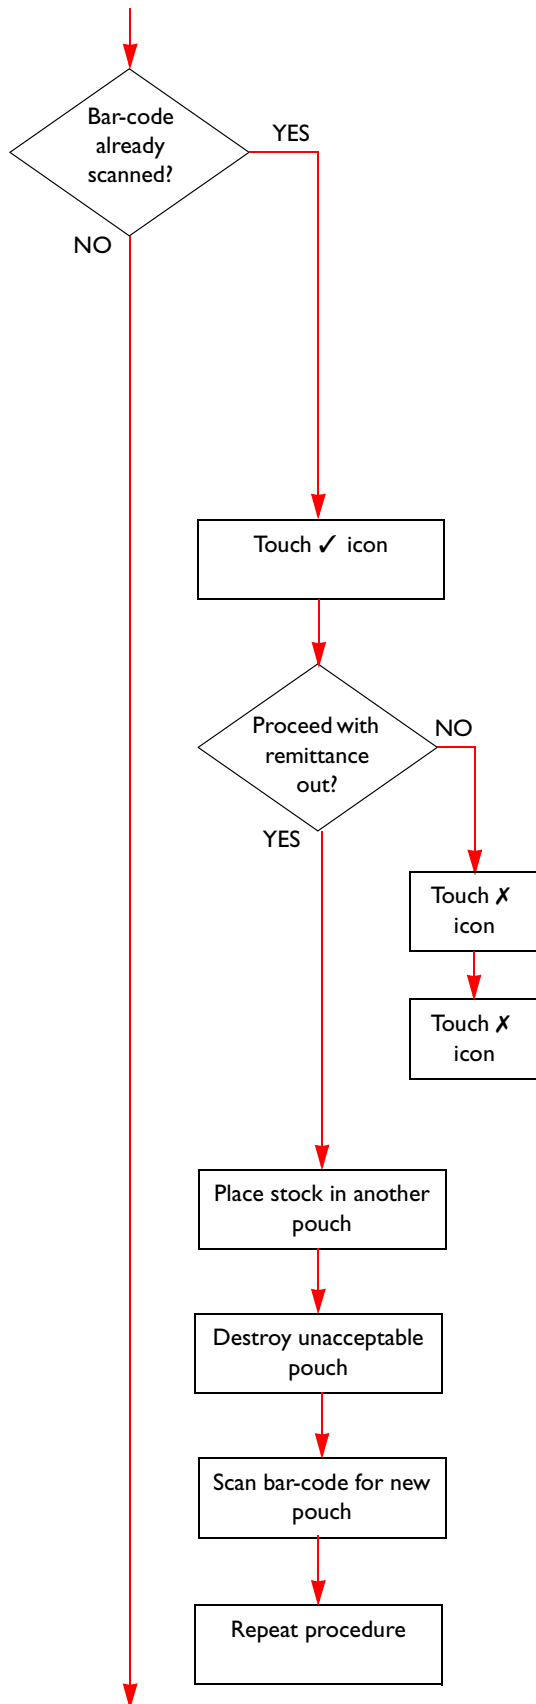 Bar-code
already
scanned?
YES
NO
Touch ✓ icon
Proceed with
remittance
out?
NO
YES
Touch ✗
icon
Touch ✗
icon
Place stock in another
pouch
Destroy unacceptable
pouch
Scan bar-code for new
pouch
Repeat procedure